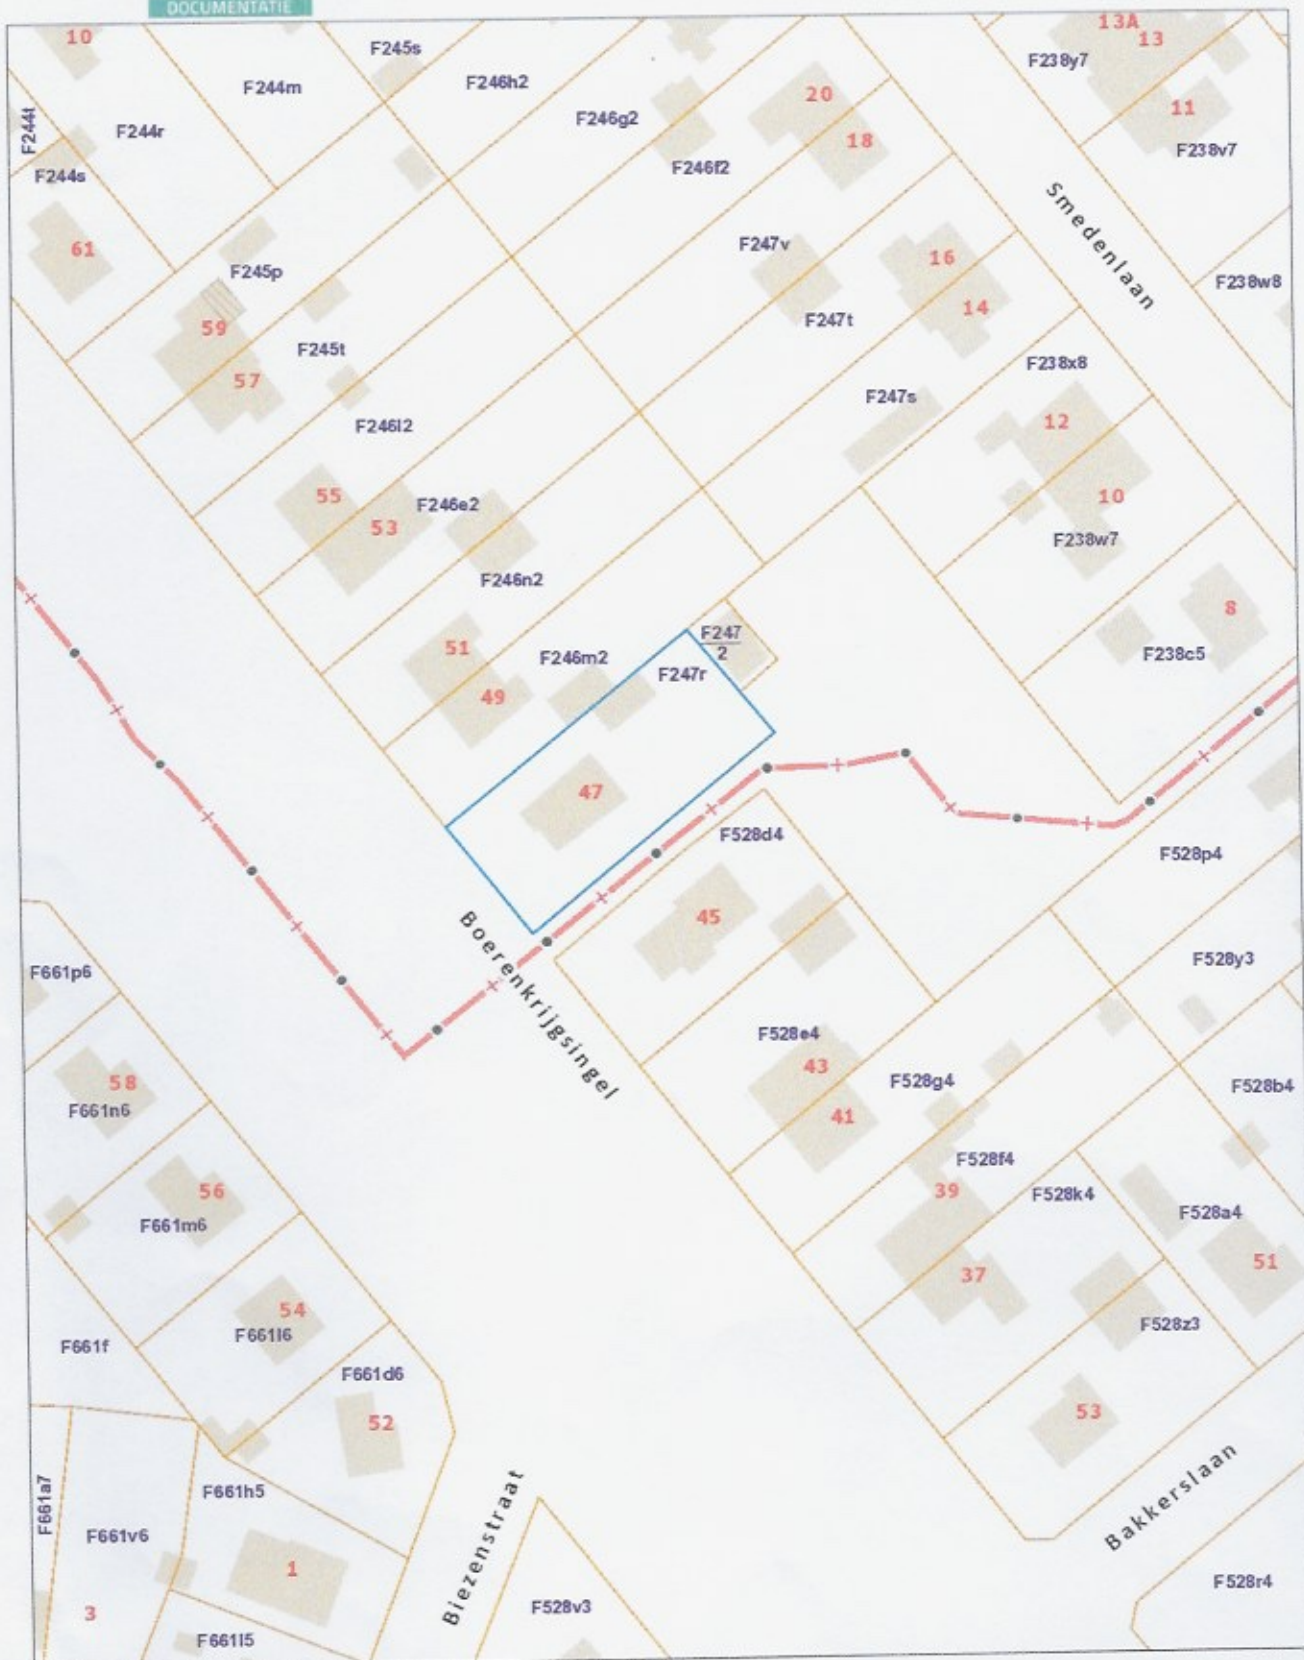 DOCUMENTATIE
10
F245s
F244m
F246h2
F244t
F244r
F244s
61
F246g2
F246f2
20
18
13A
13
F238y7
11
F238v7
Smedenlaan
F238w8
F245p
59
57
F245t
F247v
F247t
16
14
F238x8
F247s
12
10
F238w7
F246l2
55
53
F246e2
F246n2
51
49
F246m2
F247r
F247
2
47
8
F238c5
F528d4
45
F528p4
F528y3
Boerenkrijgsingel
F661p6
58
F661n6
56
F661m6
54
F661l6
F661f
F661d6
52
F528e4
43
41
F528g4
F528b4
F528f4
39
F528k4
37
F528a4
51
F528z3
53
Bakkerslaan
F528r4
F661a7
F661v6
F661h5
1
3
F661l5
Biezenstraat
F528v3